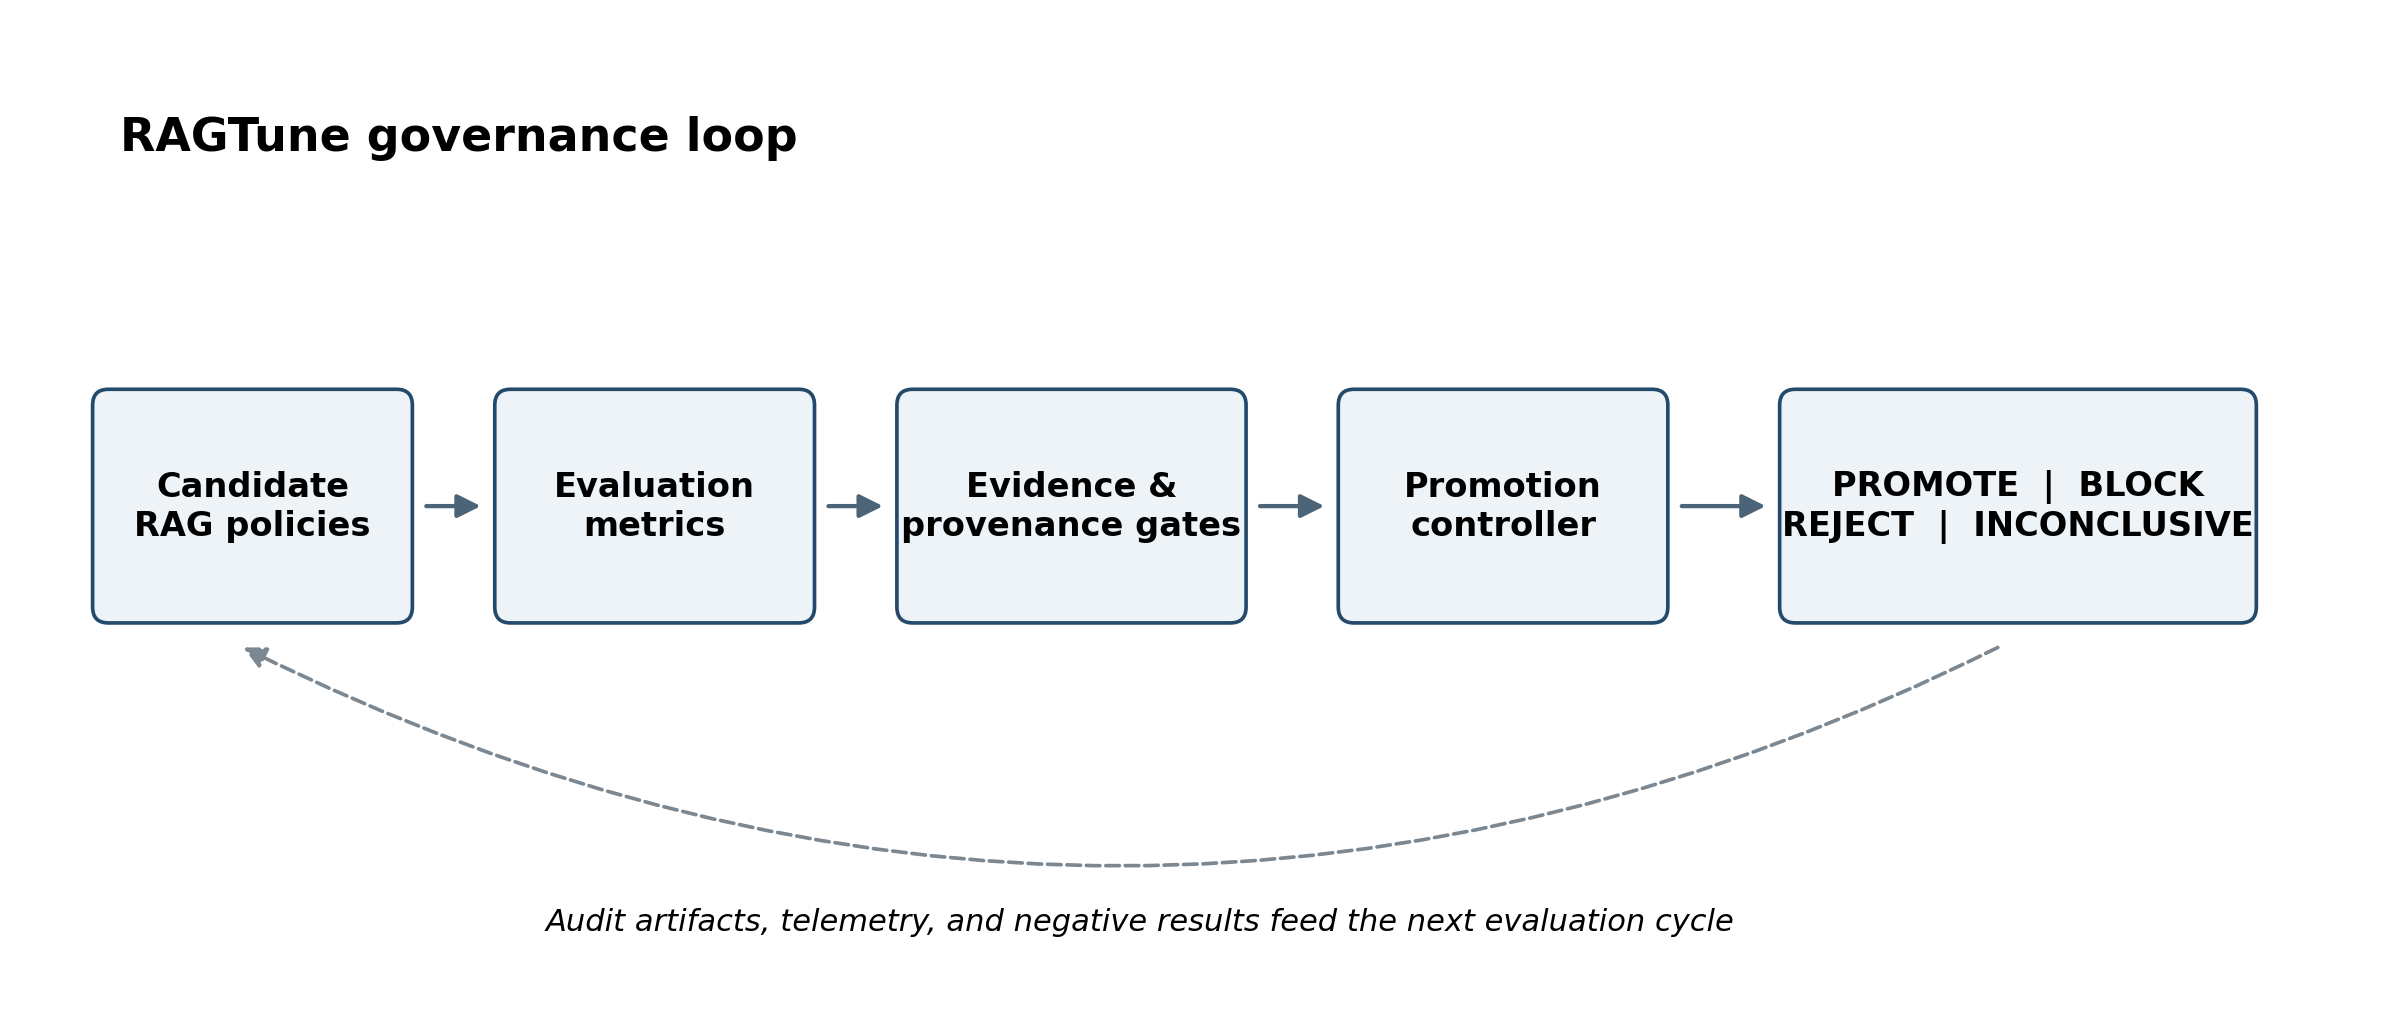 RAGTune governance loop
Candidate
RAG policies
Evaluation
metrics
Evidence &
provenance gates
Promotion
controller
PROMOTE | BLOCK
REJECT | INCONCLUSIVE
Audit artifacts, telemetry, and negative results feed the next evaluation cycle